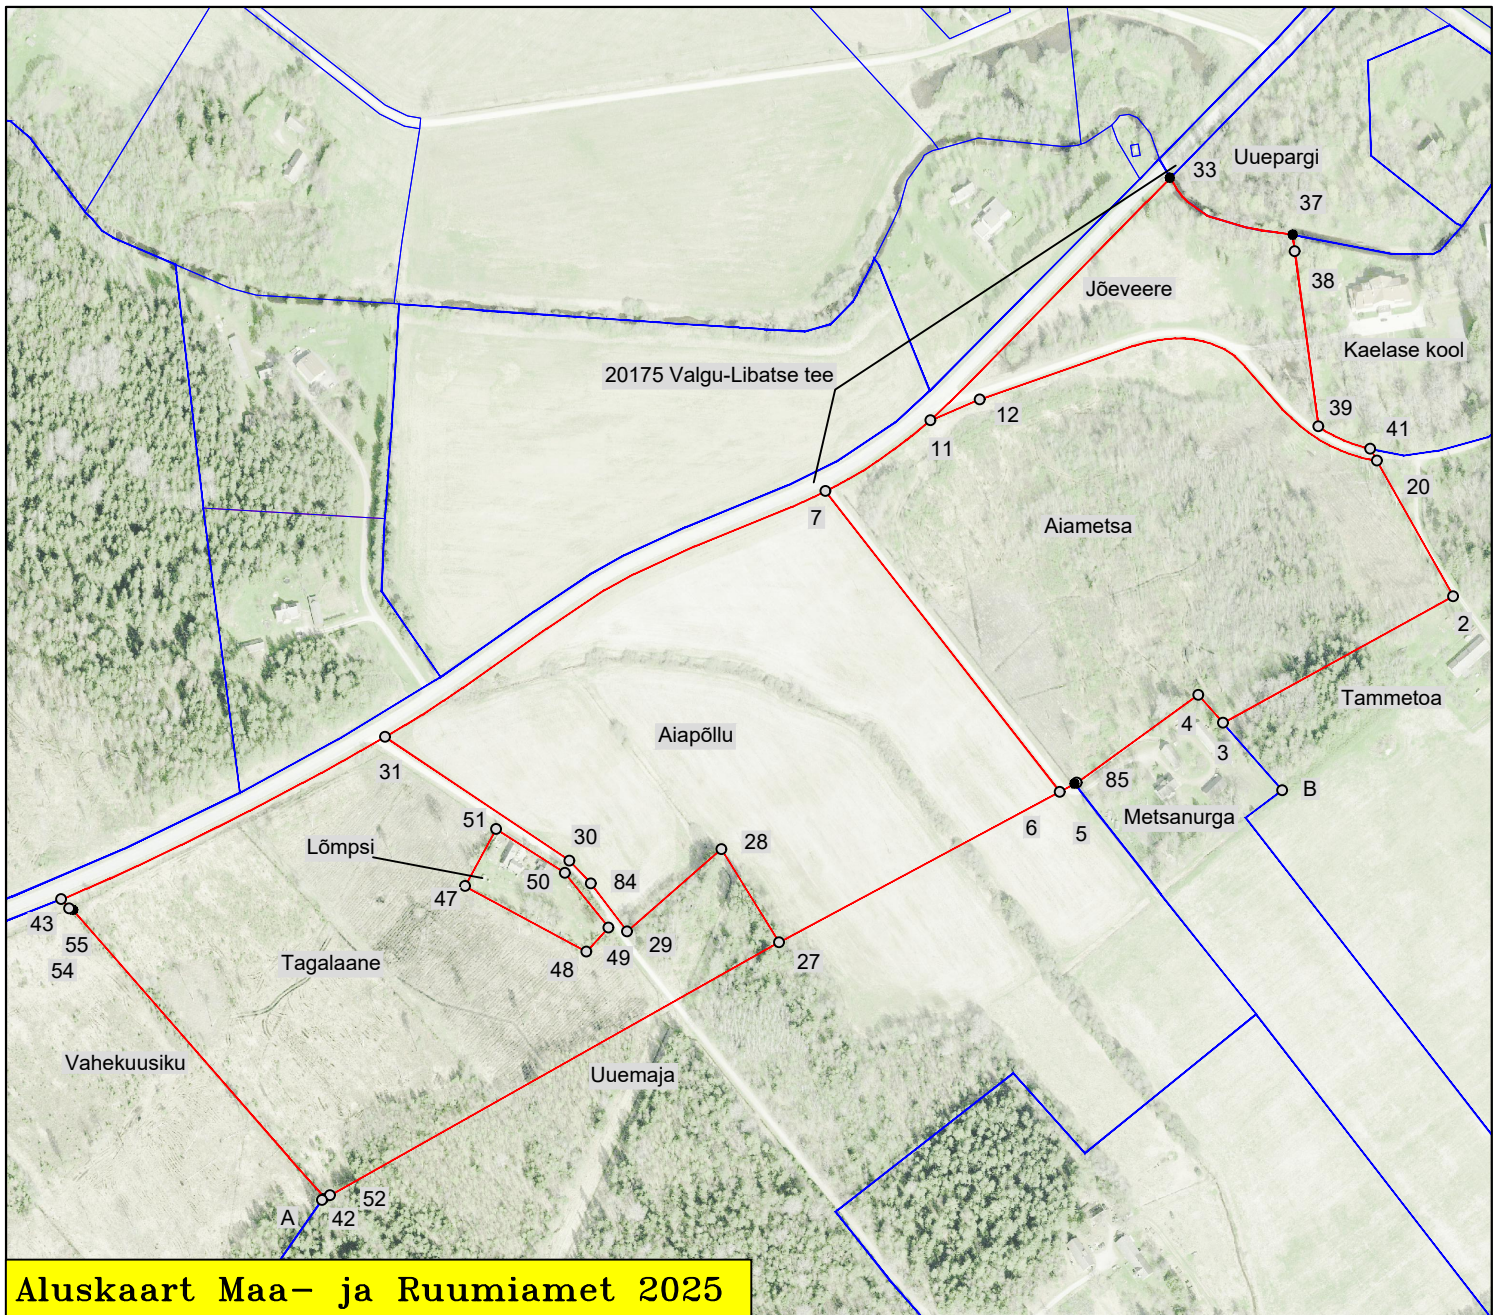 Uuepargi
33
37
38
Jõeveere
Kaelase kool
20175 Valgu-Libatse tee
12
39
41
11
20
7
Aiametsa
2
Tammetoa
4
3
Aiapõllu
31
85
B
6
5
Metsanurga
51
30
28
Lõmpsi
50
84
47
43
55
54
29
49
48
27
Tagalaane
Vahekuusiku
Uuemaja
52
A
42
Aluskaart Maa- ja Ruumiamet 2025